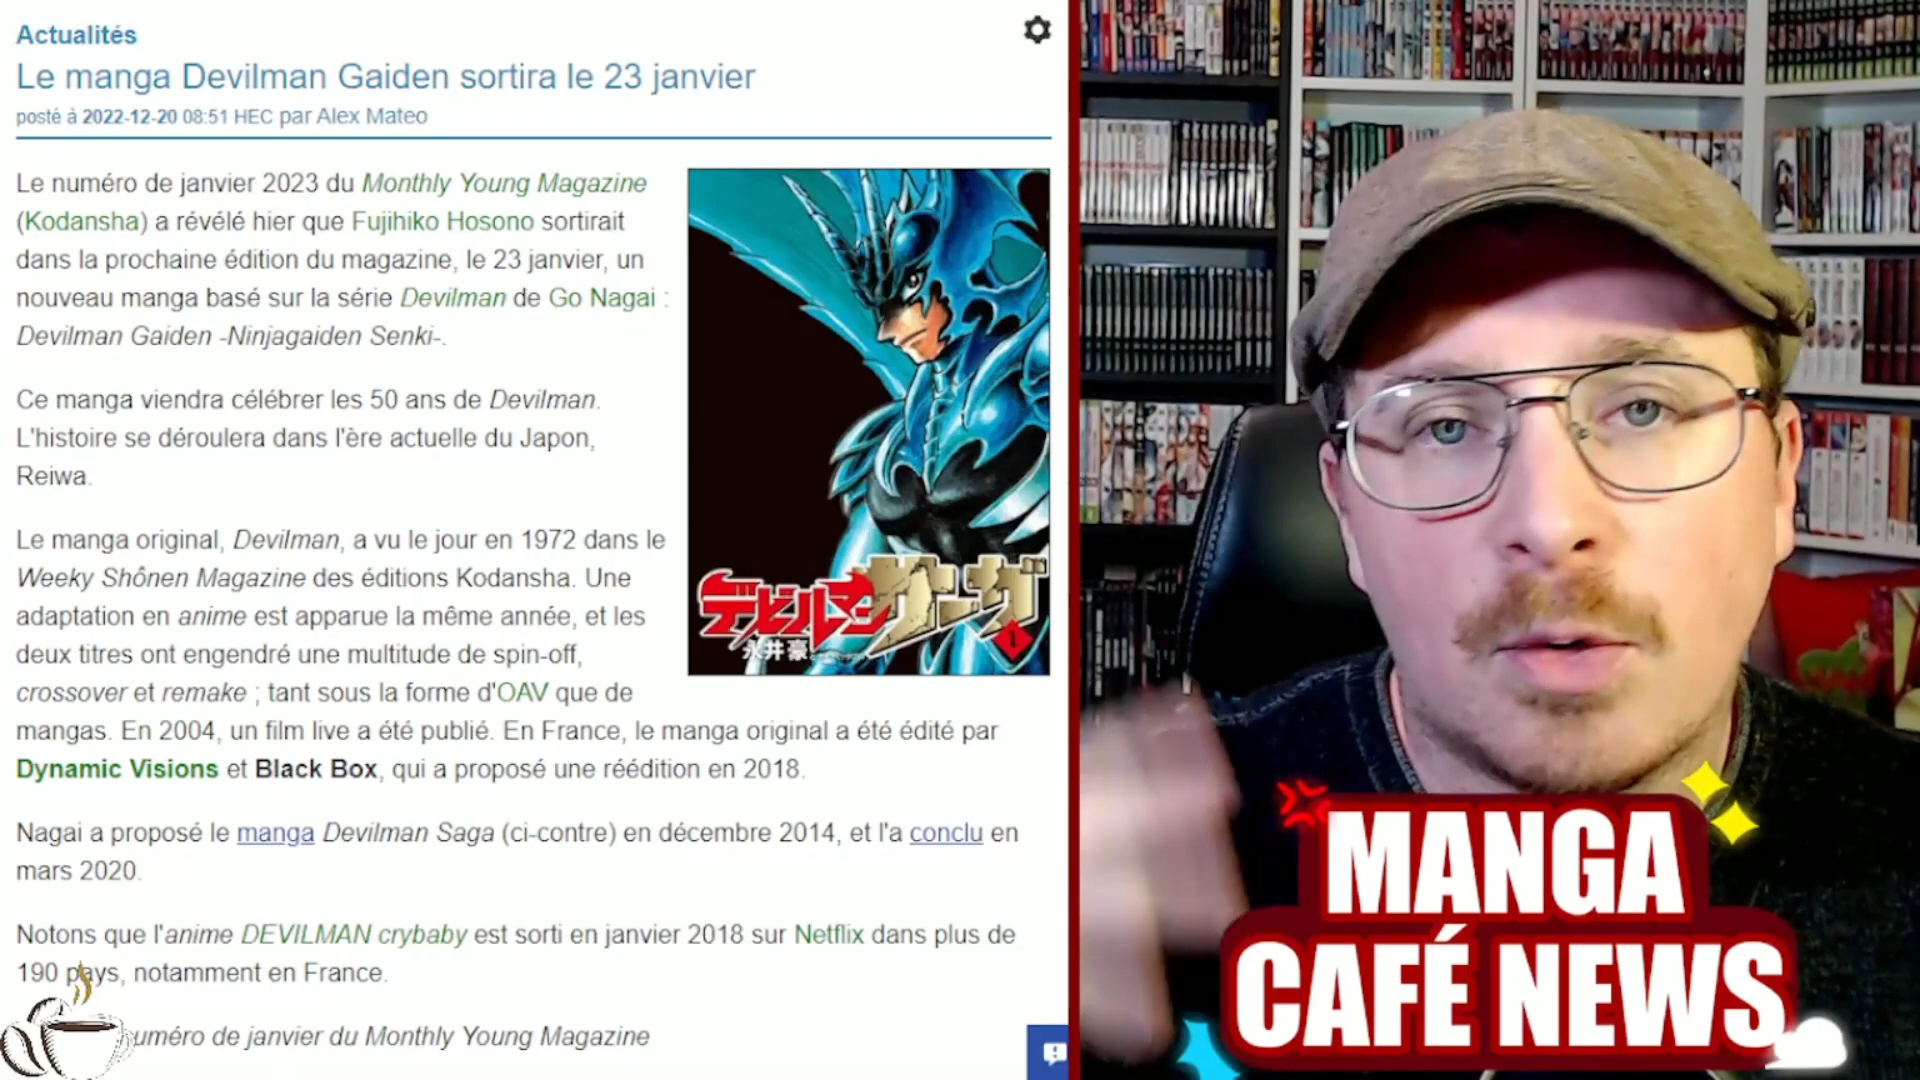 Actualités
Le manga Devilman Gaiden sortira le 23 janvier
posté à 2022-12-20 08:51 HEC par Alex Mateo
Le numéro de janvier 2023 du Monthly Young Magazine
(Kodansha) a révélé hier que Fujihiko Hosono sortirait
dans la prochaine édition du magazine, le 23 janvier, un
nouveau manga basé sur la série Devilman de Go Nagai :
Devilman Gaiden -Ninjagaiden Senki-.
Ce manga viendra célébrer les 50 ans de Devilman.
L'histoire se déroulera dans l'ère actuelle du Japon,
Reiwa.
Le manga original, Devilman, a vu le jour en 1972 dans le
Weeky Shônen Magazine des éditions Kodansha. Une
adaptation en anime est apparue la même année, et les
deux titres ont engendré une multitude de spin-off,
crossover et remake ; tant sous la forme d'OAV que de
mangas. En 2004, un film live a été publié. En France, le manga original a été édité par
Dynamic Visions et Black Box, qui a proposé une réédition en 2018.
Nagai a proposé le manga Devilman Saga (ci-contre) en décembre 2014, et l'a conclu en
mars 2020.
Notons que l'anime DEVILMAN crybaby est sorti en janvier 2018 sur Netflix dans plus de
190 pays, notamment en France.
uméro de janvier du Monthly Young Magazine
デビルマンサーガ
1
永井豪
MANGA
CAFÉ NEWS